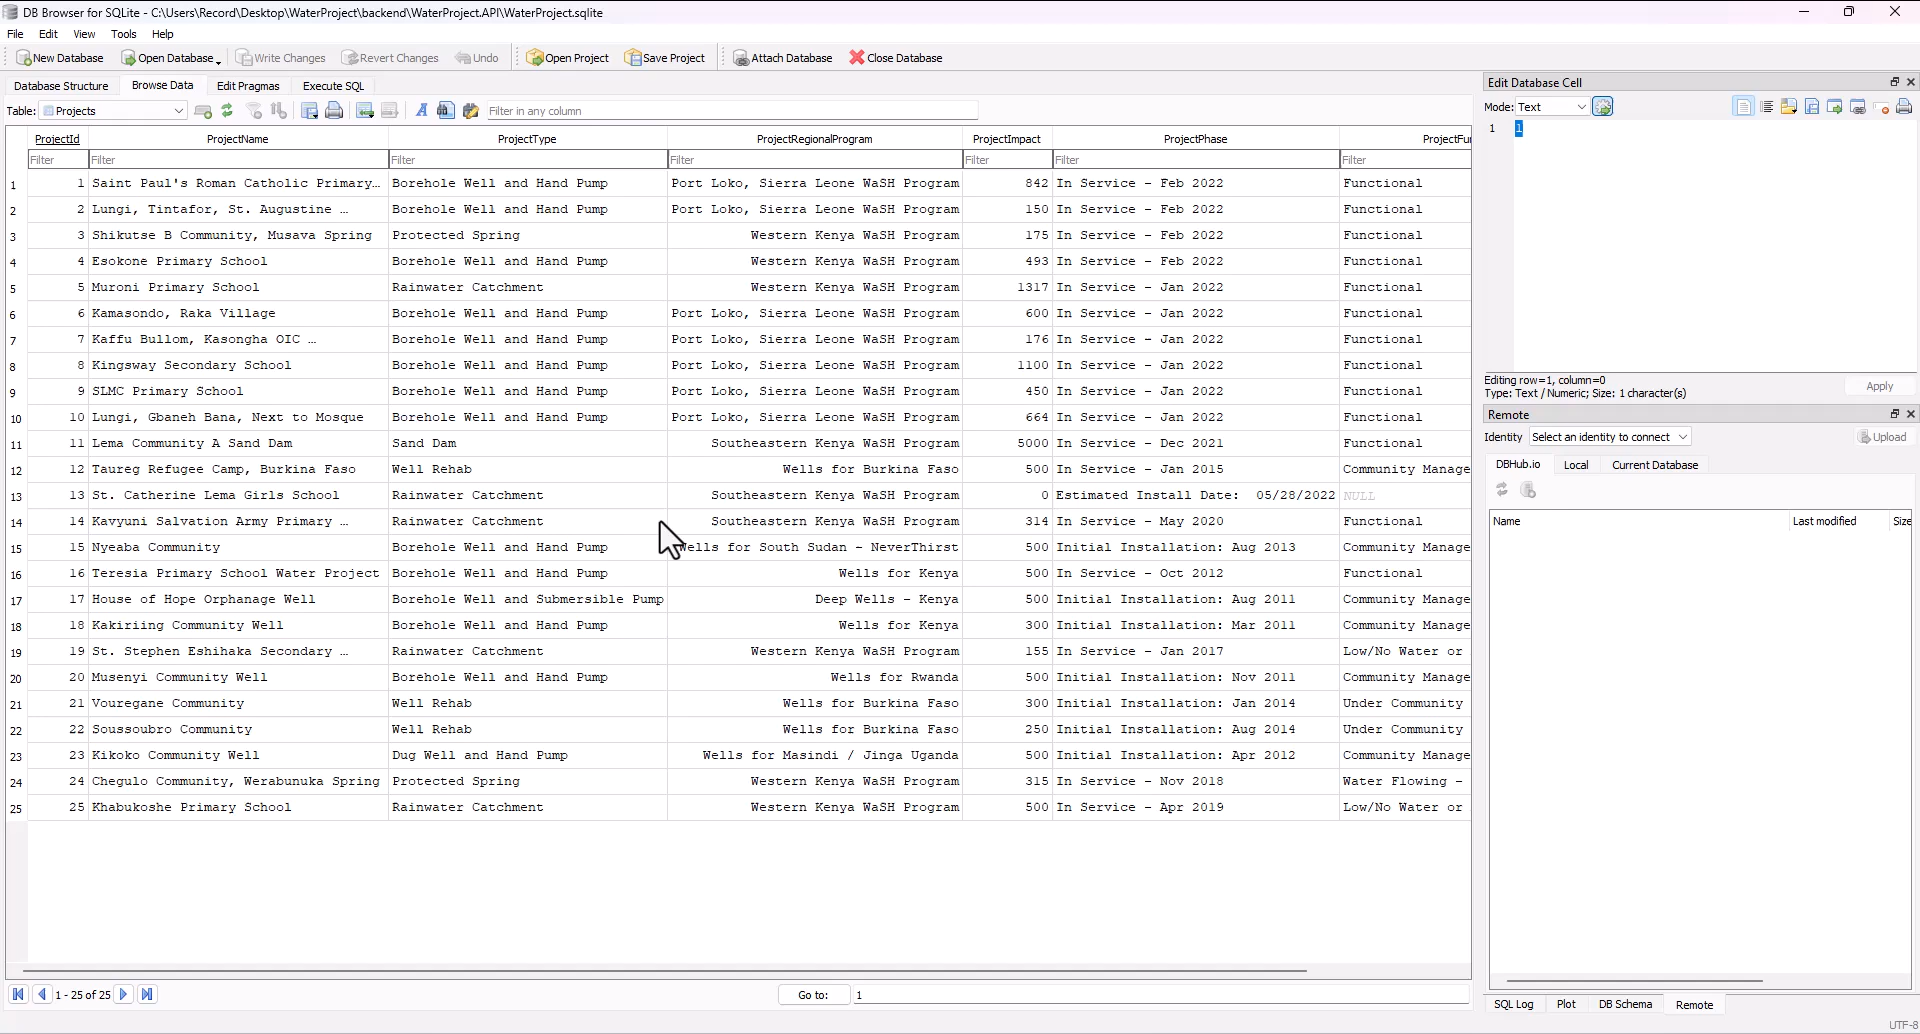 DB Browser for SQLite - C:\Users\Record\Desktop\WaterProject\backend\WaterProject.API\WaterProject.sqlite
File Edit View Tools Help
New Database Open Database Write Changes Revert Changes Undo Open Project Save Project Attach Database Close Database
Database Structure Browse Data Edit Pragmas Execute SQL
Table: Projects Filter in any column
ProjectId ProjectName ProjectType ProjectRegionalProgram ProjectImpact ProjectPhase ProjectFun
Filter Filter Filter Filter Filter Filter Filter
1 1 Saint Paul's Roman Catholic Primary… Borehole Well and Hand Pump Port Loko, Sierra Leone WaSH Program 842 In Service - Feb 2022 Functional
2 2 Lungi, Tintafor, St. Augustine … Borehole Well and Hand Pump Port Loko, Sierra Leone WaSH Program 150 In Service - Feb 2022 Functional
3 3 Shikutse B Community, Musava Spring Protected Spring Western Kenya WaSH Program 175 In Service - Feb 2022 Functional
4 4 Esokone Primary School Borehole Well and Hand Pump Western Kenya WaSH Program 493 In Service - Feb 2022 Functional
5 5 Muroni Primary School Rainwater Catchment Western Kenya WaSH Program 1317 In Service - Jan 2022 Functional
6 6 Kamasondo, Raka Village Borehole Well and Hand Pump Port Loko, Sierra Leone WaSH Program 600 In Service - Jan 2022 Functional
7 7 Kaffu Bullom, Kasongha OIC … Borehole Well and Hand Pump Port Loko, Sierra Leone WaSH Program 176 In Service - Jan 2022 Functional
8 8 Kingsway Secondary School Borehole Well and Hand Pump Port Loko, Sierra Leone WaSH Program 1100 In Service - Jan 2022 Functional
9 9 SLMC Primary School Borehole Well and Hand Pump Port Loko, Sierra Leone WaSH Program 450 In Service - Jan 2022 Functional
10 10 Lungi, Gbaneh Bana, Next to Mosque Borehole Well and Hand Pump Port Loko, Sierra Leone WaSH Program 664 In Service - Jan 2022 Functional
11 11 Lema Community A Sand Dam Sand Dam Southeastern Kenya WaSH Program 5000 In Service - Dec 2021 Functional
12 12 Taureg Refugee Camp, Burkina Faso Well Rehab Wells for Burkina Faso 500 In Service - Jan 2015 Community Manage
13 13 St. Catherine Lema Girls School Rainwater Catchment Southeastern Kenya WaSH Program 0 Estimated Install Date: 05/28/2022 NULL
14 14 Kavyuni Salvation Army Primary … Rainwater Catchment Southeastern Kenya WaSH Program 314 In Service - May 2020 Functional
15 15 Nyeaba Community Borehole Well and Hand Pump Wells for South Sudan - NeverThirst 500 Initial Installation: Aug 2013 Community Manage
16 16 Teresia Primary School Water Project Borehole Well and Hand Pump Wells for Kenya 500 In Service - Oct 2012 Functional
17 17 House of Hope Orphanage Well Borehole Well and Submersible Pump Deep Wells - Kenya 500 Initial Installation: Aug 2011 Community Manage
18 18 Kakiriing Community Well Borehole Well and Hand Pump Wells for Kenya 300 Initial Installation: Mar 2011 Community Manage
19 19 St. Stephen Eshihaka Secondary … Rainwater Catchment Western Kenya WaSH Program 155 In Service - Jan 2017 Low/No Water or
20 20 Musenyi Community Well Borehole Well and Hand Pump Wells for Rwanda 500 Initial Installation: Nov 2011 Community Manage
21 21 Vouregane Community Well Rehab Wells for Burkina Faso 300 Initial Installation: Jan 2014 Under Community
22 22 Soussoubro Community Well Rehab Wells for Burkina Faso 250 Initial Installation: Aug 2014 Under Community
23 23 Kikoko Community Well Dug Well and Hand Pump Wells for Masindi / Jinga Uganda 500 Initial Installation: Apr 2012 Community Manage
24 24 Chegulo Community, Werabunuka Spring Protected Spring Western Kenya WaSH Program 315 In Service - Nov 2018 Water Flowing -
25 25 Khabukoshe Primary School Rainwater Catchment Western Kenya WaSH Program 500 In Service - Apr 2019 Low/No Water or
1 - 25 of 25 Go to: 1
Edit Database Cell
Mode: Text
1 1
Editing row=1, column=0
Type: Text / Numeric; Size: 1 character(s)
Apply
Remote
Identity Select an identity to connect Upload
DBHub.io Local Current Database
Name Last modified Size
SQL Log Plot DB Schema Remote
UTF-8